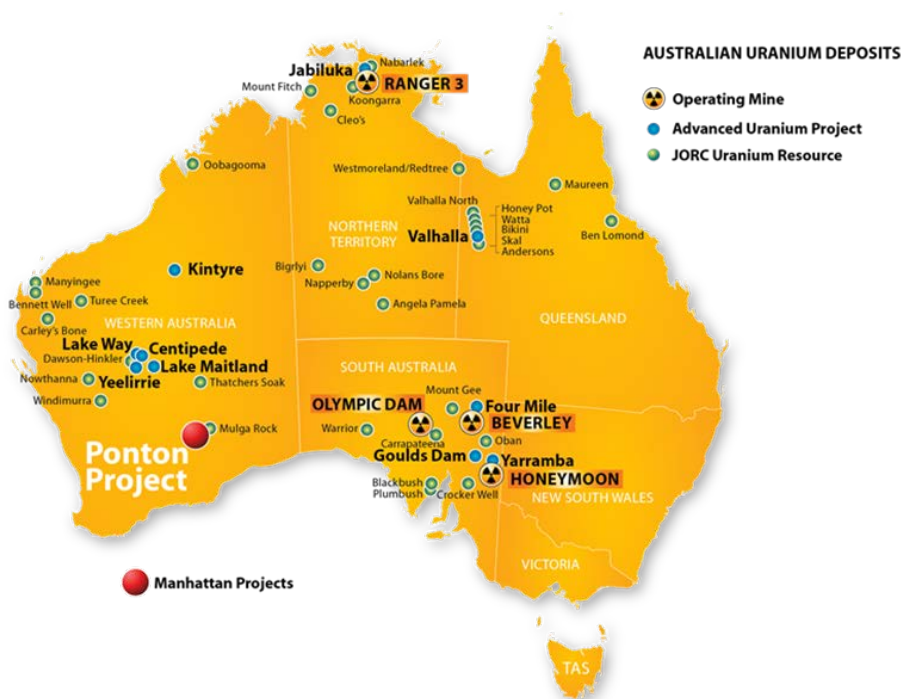 AUSTRALIAN URANIUM DEPOSITS
Operating Mine
Advanced Uranium Project
JORC Uranium Resource
Nabarlek
Jabiluka
RANGER 3
Mount Fitch
Koongarra
Cleo's
Oobagooma
Westmoreland/Redtree
Maureen
Valhalla North
Honey Pot
Watta
Bikini
Skal
Andersons
Valhalla
Ben Lomond
NORTHERN
TERRITORY
Bigrlyi
Nolans Bore
Napperby
Angela Pamela
Kintyre
Manyingee
Bennett Well
Turee Creek
Carley's Bone
WESTERN AUSTRALIA
QUEENSLAND
Lake Way
Centipede
Dawson-Hinkler
Lake Maitland
Nowthanna
Yeelirrie
Thatchers Soak
Windimurra
SOUTH AUSTRALIA
Mount Gee
OLYMPIC DAM
Four Mile
BEVERLEY
Warrior
Carrapateena
Oban
Mulga Rock
Ponton
Project
Goulds Dam
Yarramba
HONEYMOON
Blackbush
Plumbush
Crocker Well
NEW SOUTH WALES
VICTORIA
Manhattan Projects
TAS